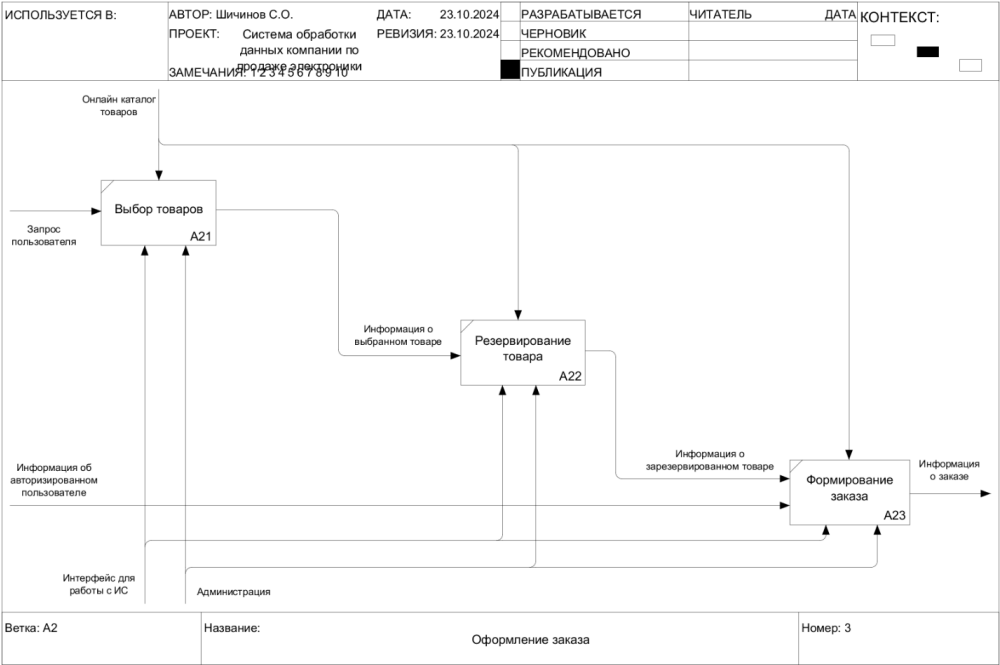 ИСПОЛЬЗУЕТСЯ В:
АВТОР: Шичинов С.О.
ДАТА: 23.10.2024
ПРОЕКТ: Система обработки
данных компании по
продаже электроники
РЕВИЗИЯ: 23.10.2024
ЗАМЕЧАНИЯ: 1 2 3 4 5 6 7 8 9 10
РАЗРАБАТЫВАЕТСЯ
ЧЕРНОВИК
РЕКОМЕНДОВАНО
ПУБЛИКАЦИЯ
ЧИТАТЕЛЬ
ДАТА
КОНТЕКСТ:
Онлайн каталог
товаров
Выбор товаров
A21
Запрос
пользователя
Информация о
выбранном товаре
Резервирование
товара
A22
Информация о
зарезервированном товаре
Информация об
авторизированном
пользователе
Формирование
заказа
A23
Информация
о заказе
Интерфейс для
работы с ИС
Администрация
Ветка: A2
Название:
Оформление заказа
Номер: 3